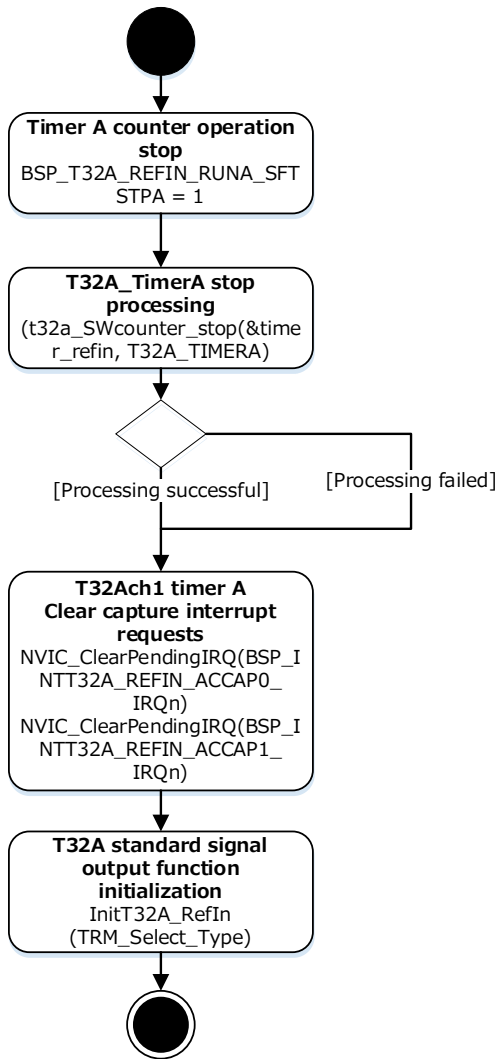 Timer A counter operation
stop
BSP_T32A_REFIN_RUNA_SFT
STPA = 1
T32A_TimerA stop
processing
(t32a_SWcounter_stop(&time
r_refin, T32A_TIMERA)
[Processing successful]
[Processing failed]
T32Ach1 timer A
Clear capture interrupt
requests
NVIC_ClearPendingIRQ(BSP_I
NTT32A_REFIN_ACCAP0_
IRQn)
NVIC_ClearPendingIRQ(BSP_I
NTT32A_REFIN_ACCAP1_
IRQn)
T32A standard signal
output function
initialization
InitT32A_RefIn
(TRM_Select_Type)